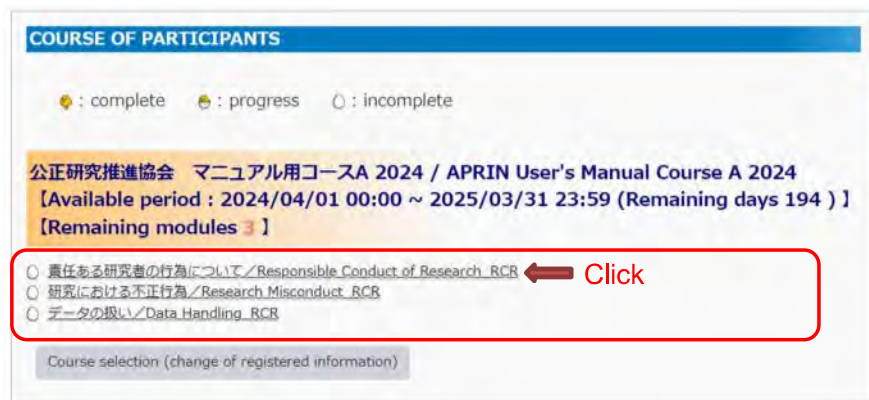 COURSE OF PARTICIPANTS
: complete : progress : incomplete
公正研究推進協会 マニュアル用コースA 2024 / APRIN User's Manual Course A 2024
【Available period : 2024/04/01 00:00 ~ 2025/03/31 23:59 (Remaining days 194 ) 】
【Remaining modules 3 】
責任ある研究者の行為について／Responsible Conduct of Research_RCR Click
研究における不正行為／Research Misconduct_RCR
データの扱い／Data Handling_RCR
Course selection (change of registered information)